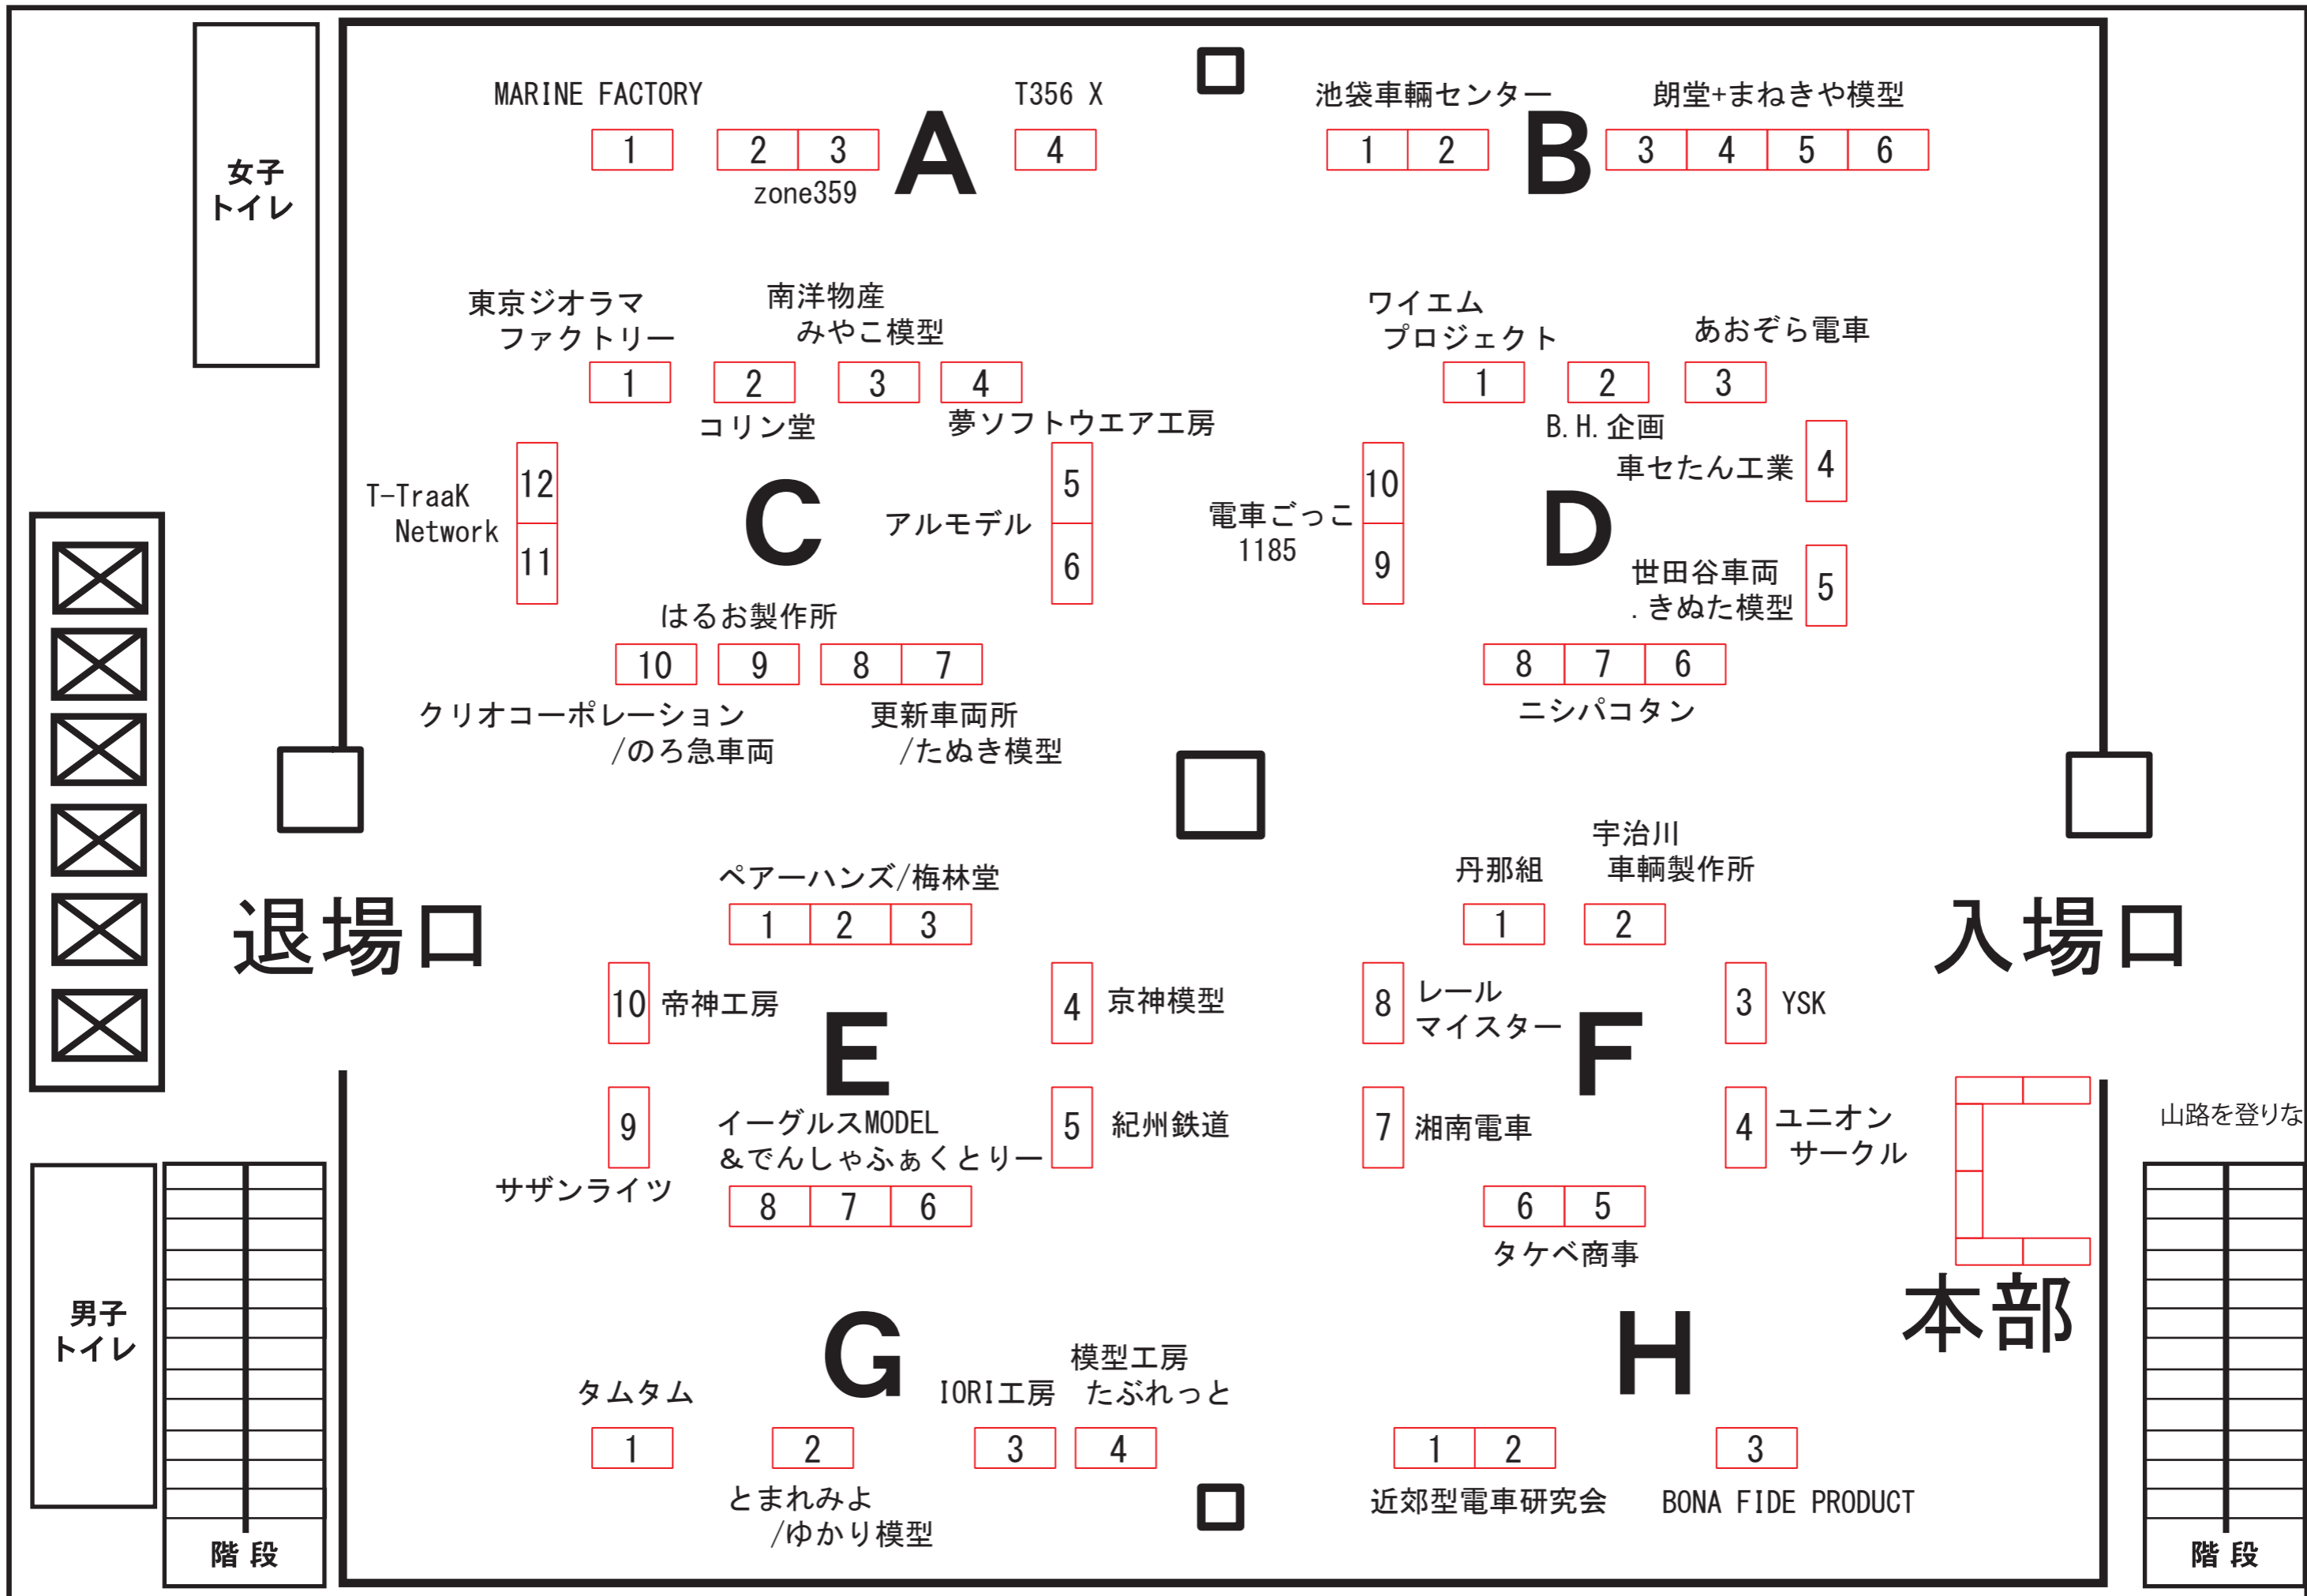 MARINE FACTORY
T356 X
池袋車輌センター
朗堂+まねきや模型
1
2
3
A
4
1
2
B
3
4
5
6
zone359
女子
トイレ
東京ジオラマ
ファクトリー
南洋物産
みやこ模型
ワイエム
プロジェクト
あおぞら電車
1
2
3
4
1
2
3
コリン堂
夢ソフトウエア工房
B.H.企画
T-TraaK
Network
12
11
C
アルモデル
5
6
電車ごっこ
1185
10
9
D
車セたん工業
4
世田谷車両
.きぬた模型
5
はるお製作所
10
9
8
7
8
7
6
クリオコーポレーション
/のろ急車両
更新車両所
/たぬき模型
ニシパコタン
退場口
入場口
ペアーハンズ/梅林堂
1
2
3
丹那組
宇治川
車輌製作所
1
2
10
帝神工房
E
4
京神模型
8
レール
マイスター
F
3
YSK
9
サザンライツ
イーグルスMODEL
&でんしゃふぁくとりー
5
紀州鉄道
7
湘南電車
4
ユニオン
サークル
8
7
6
6
5
タケベ商事
山路を登りな
本部
男子
トイレ
階段
G
タムタム
IORI工房
模型工房
たぶれっと
1
2
3
4
とまれみよ
/ゆかり模型
H
1
2
3
近郊型電車研究会
BONA FIDE PRODUCT
階段